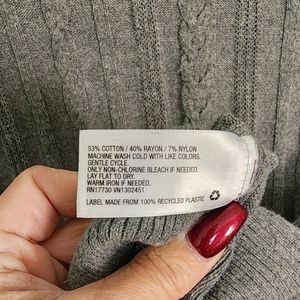 53% COTTON / 40% RAYON / 7% NYLON
MACHINE WASH COLD WITH LIKE COLORS.
GENTLE CYCLE.
ONLY NON-CHLORINE BLEACH IF NEEDED.
LAY FLAT TO DRY.
WARM IRON IF NEEDED.
RN17730 VN1302451
LABEL MADE FROM 100% RECYCLED PLASTIC